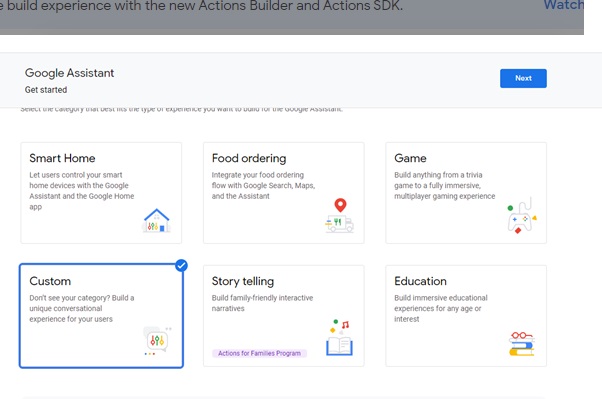 e build experience with the new Actions Builder and Actions SDK.
Watch
Google Assistant
Get started
Next
Select the category that best fits the type of experience you want to build for the Google Assistant.
Smart Home
Let users control your smart
home devices with the Google
Assistant and the Google Home
app
Food ordering
Integrate your food ordering
flow with Google Search, Maps,
and the Assistant
Game
Build anything from a trivia
game to a fully immersive,
multiplayer gaming experience
Custom
Don't see your category? Build a
unique conversational
experience for your users
Story telling
Build family-friendly interactive
narratives
Actions for Families Program
Education
Build immersive educational
experiences for any age or
interest